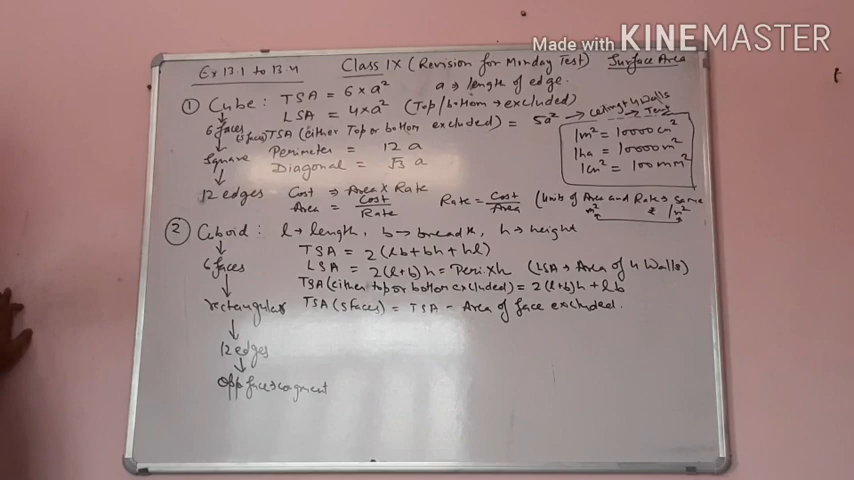 Made with KINEMASTER
Ex 13.1 to 13.4 Class IX (Revision for Monday Test) Surface Area
① Cube : TSA = 6 × a² a → length of edge.
LSA = 4 × a² (Top/bottom → excluded)
6 faces (5 faces) TSA (either Top or bottom excluded) = 5a² → Ceiling + 4 walls
→ Tent
Square Perimeter = 12 a
Diagonal = √3 a
1m² = 10000 cm²
1ha = 10000 m²
1cm² = 100 mm²
12 edges Cost ⇒ Area × Rate
Area = Cost/Rate Rate = Cost/Area (Units of Area and Rate → same
m² & /m²
② Cuboid : l → length, b → breadth, h → height
TSA = 2(lb + bh + hl)
6 faces LSA = 2(l+b)h = Peri. × h (LSA → Area of 4 Walls)
TSA (either top or bottom excluded) = 2(l+b)h + lb
rectangular TSA (5 faces) = TSA - Area of face excluded.
12 edges
opp faces congruent